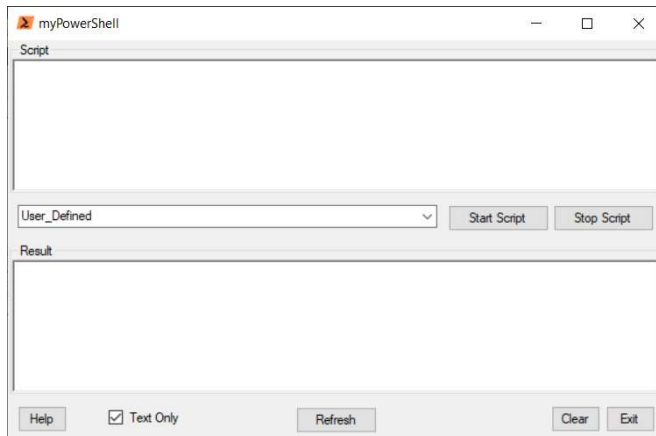 myPowerShell
Script
User_Defined Start Script Stop Script
Result
Help Text Only Refresh Clear Exit